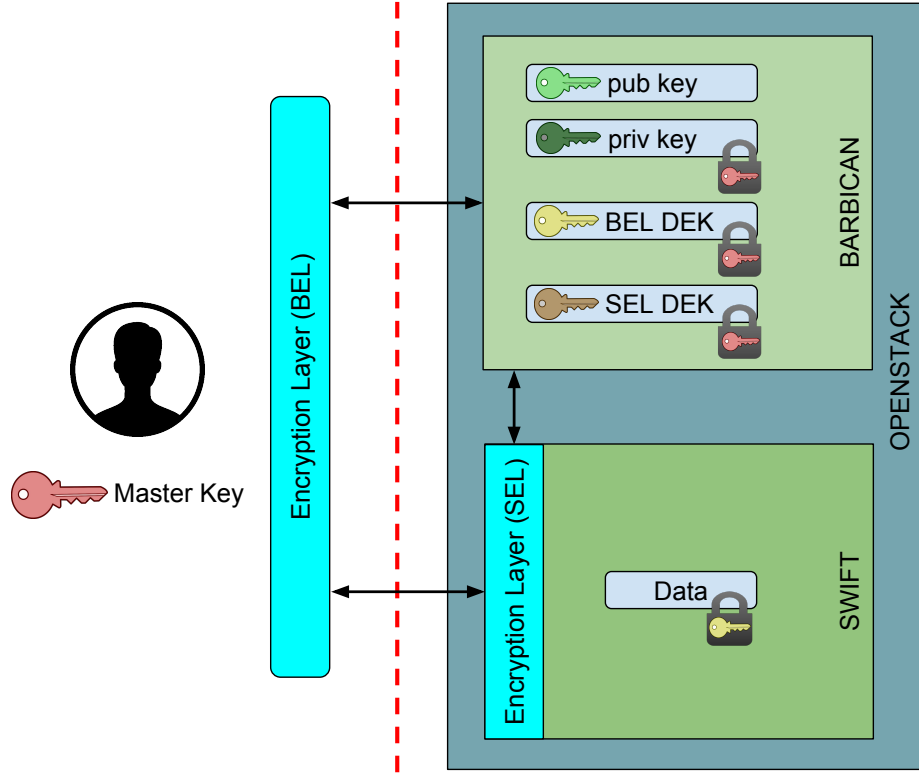 pub key
priv key
BEL DEK
SEL DEK
BARBICAN
OPENSTACK
Encryption Layer (BEL)
Master Key
Encryption Layer (SEL)
Data
SWIFT